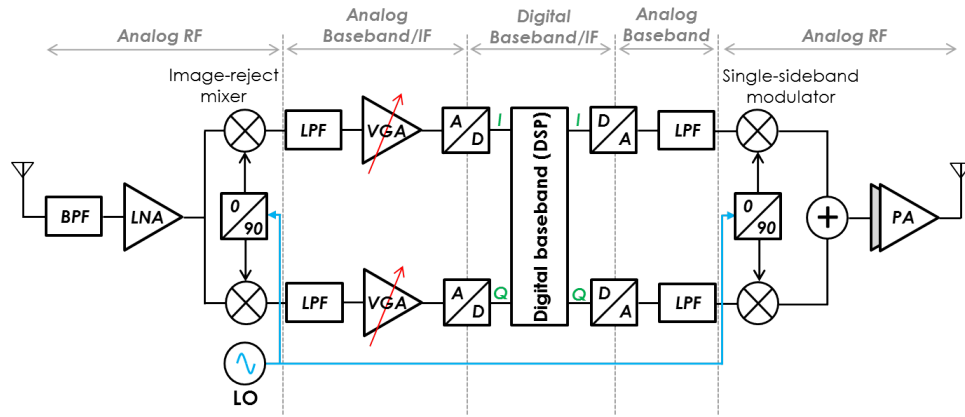 Analog RF
Analog
Baseband/IF
Digital
Baseband/IF
Analog
Baseband
Analog RF
Image-reject
mixer
Single-sideband
modulator
LPF
VGA
A
D
I
Digital baseband (DSP)
I
D
A
LPF
BPF
LNA
0
90
0
90
PA
LPF
VGA
A
D
Q
Q
D
A
LPF
LO